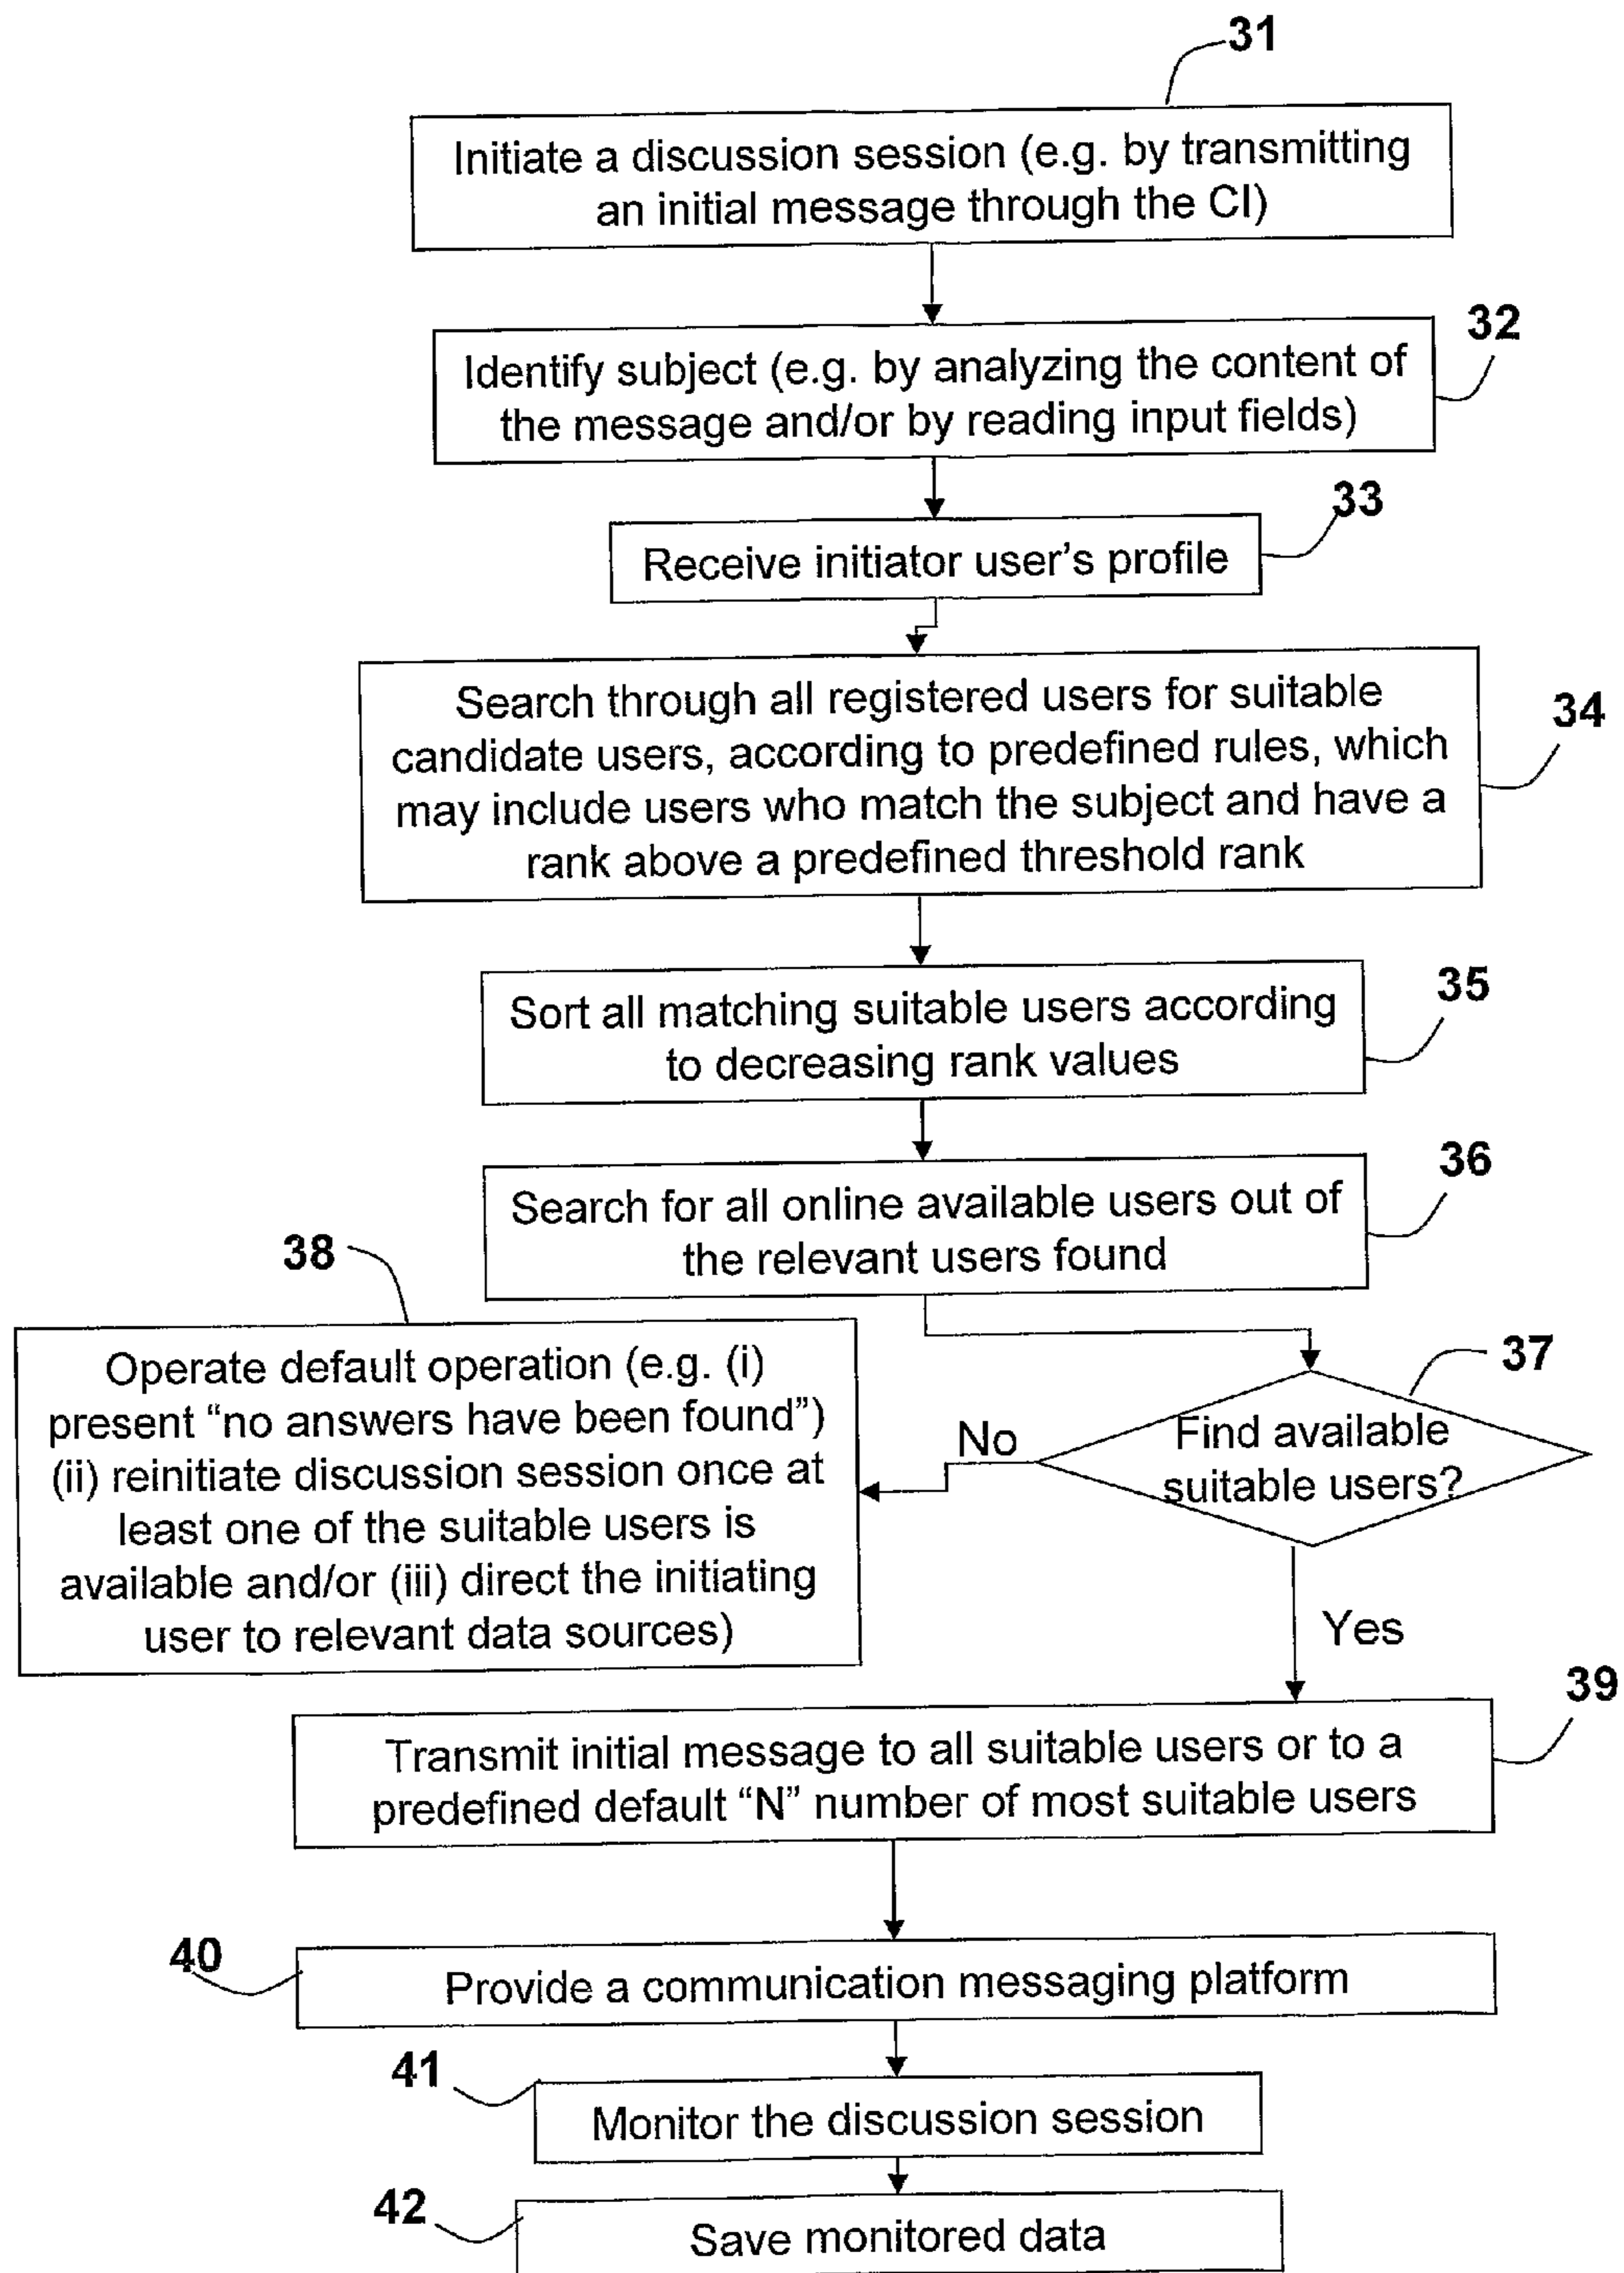 31
Initiate a discussion session (e.g. by transmitting
an initial message through the CI)
32
Identify subject (e.g. by analyzing the content of
the message and/or by reading input fields)
33
Receive initiator user's profile
34
Search through all registered users for suitable
candidate users, according to predefined rules, which
may include users who match the subject and have a
rank above a predefined threshold rank
35
Sort all matching suitable users according
to decreasing rank values
36
Search for all online available users out of
the relevant users found
38
Operate default operation (e.g. (i)
present “no answers have been found”)
(ii) reinitiate discussion session once at
least one of the suitable users is
available and/or (iii) direct the initiating
user to relevant data sources)
37
Find available
suitable users?
No
Yes
39
Transmit initial message to all suitable users or to a
predefined default “N” number of most suitable users
40
Provide a communication messaging platform
41
Monitor the discussion session
42
Save monitored data